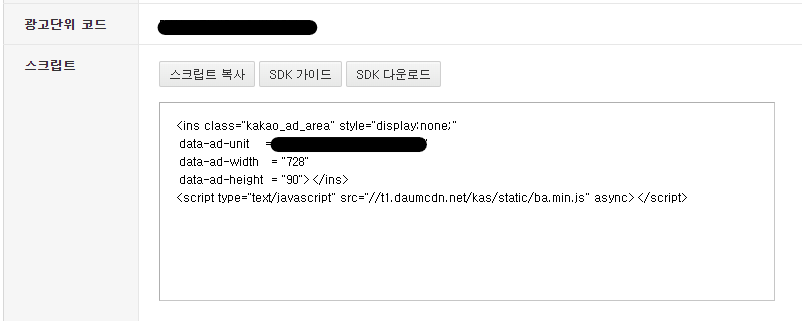 광고단위 코드
스크립트
스크립트 복사 SDK 가이드 SDK 다운로드
<ins class="kakao_ad_area" style="display:none;"
data-ad-unit =
data-ad-width = "728"
data-ad-height = "90"></ins>
<script type="text/javascript" src="//t1.daumcdn.net/kas/static/ba.min.js" async></script>